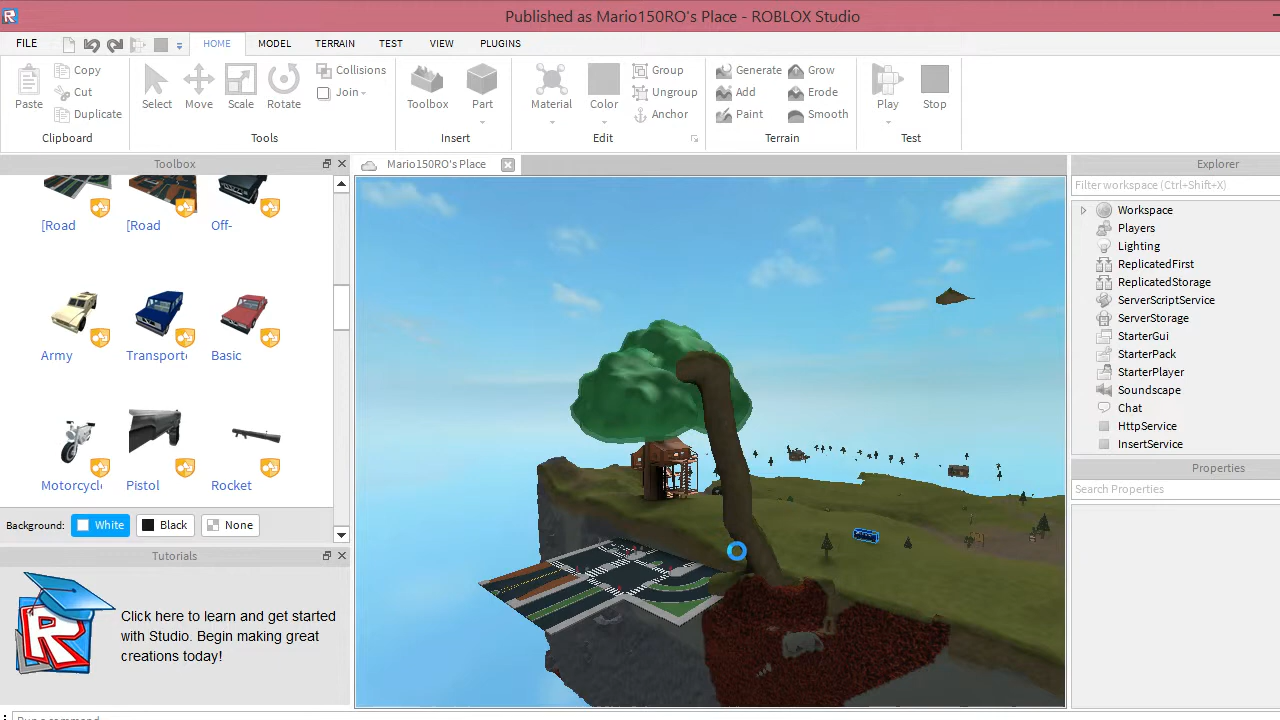 Published as Mario150RO's Place - ROBLOX Studio
FILE HOME MODEL TERRAIN TEST VIEW PLUGINS
Paste
Copy
Cut
Duplicate
Clipboard
Select Move Scale Rotate
Collisions
Join
Tools
Toolbox Part
Insert
Material Color
Group
Ungroup
Anchor
Edit
Generate Grow
Add Erode
Paint Smooth
Terrain
Play Stop
Test
Toolbox
[Road [Road Off-
Army Transport Basic
Motorcycl Pistol Rocket
Background: White Black None
Tutorials
Click here to learn and get started
with Studio. Begin making great
creations today!
Mario150RO's Place
Explorer
Filter workspace (Ctrl+Shift+X)
Workspace
Players
Lighting
ReplicatedFirst
ReplicatedStorage
ServerScriptService
ServerStorage
StarterGui
StarterPack
StarterPlayer
Soundscape
Chat
HttpService
InsertService
Properties
Search Properties
Run a command